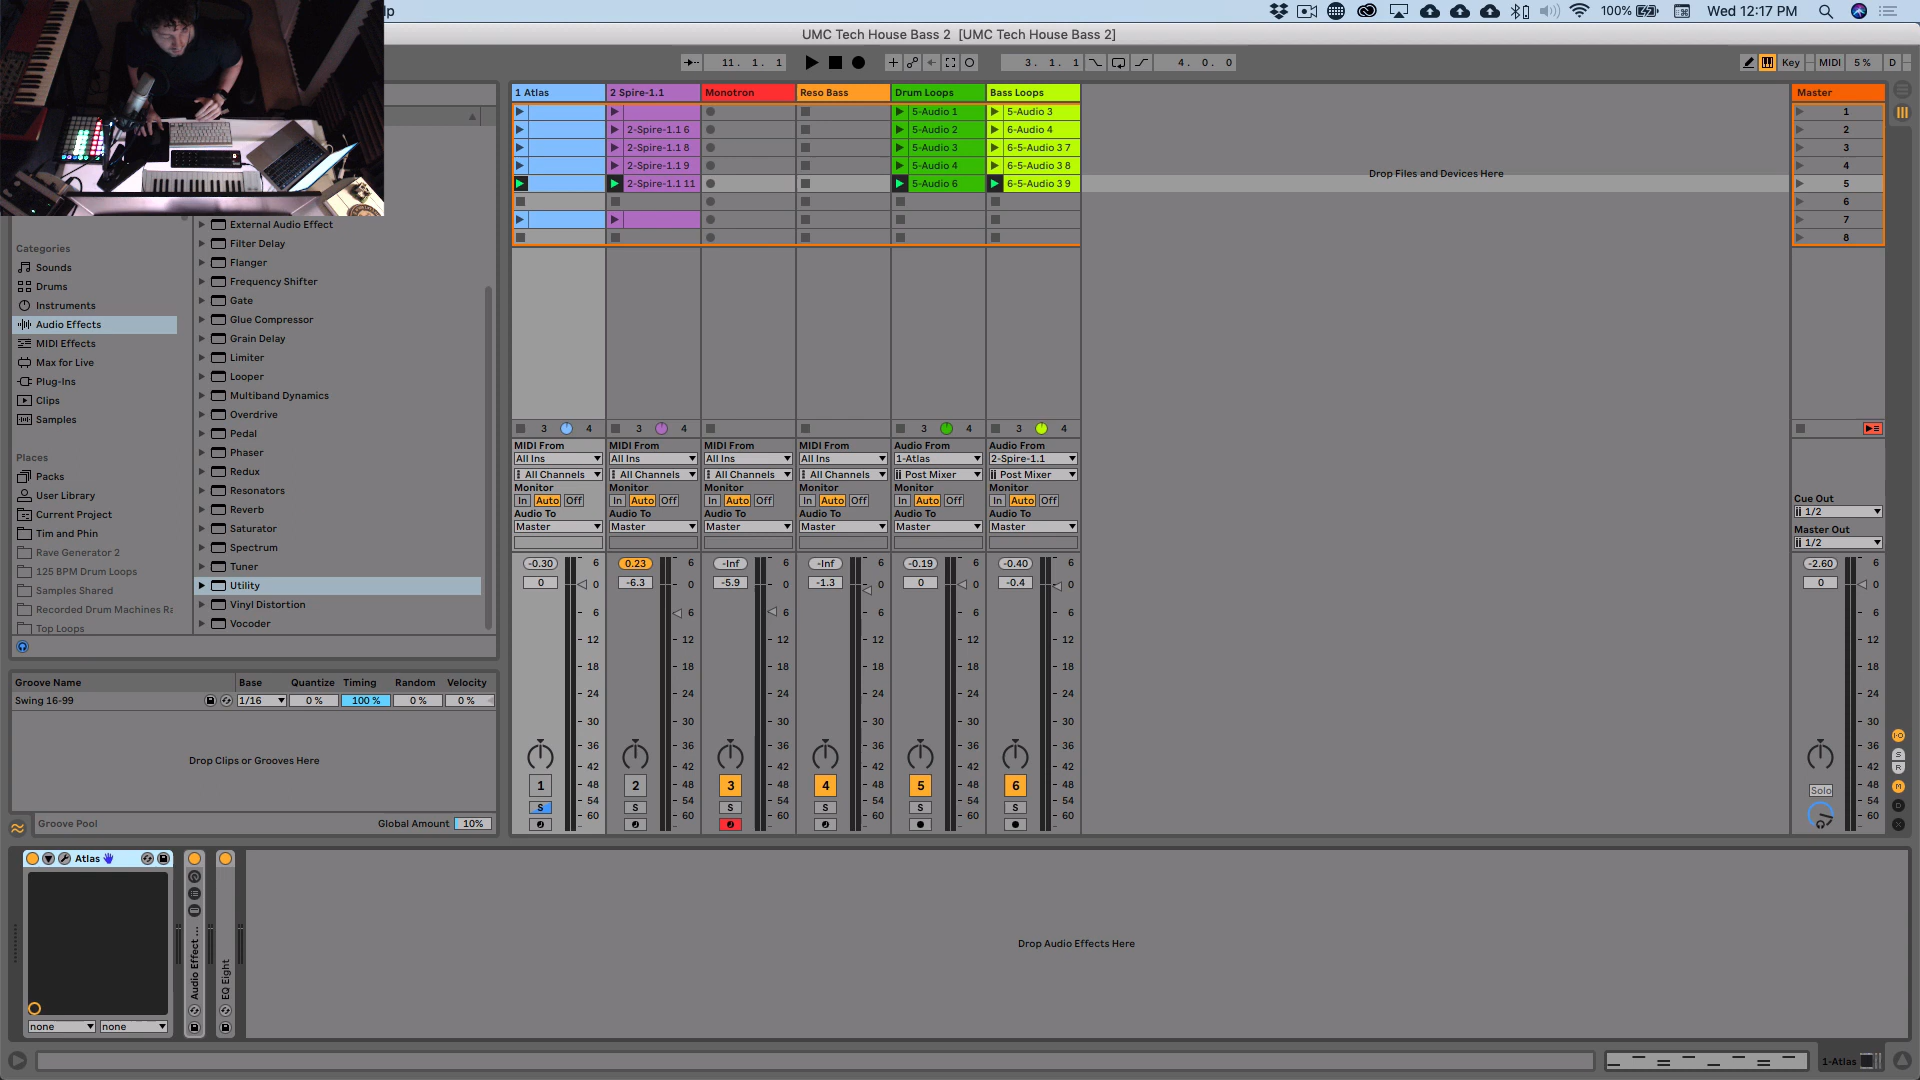 lp
100%
Wed 12:17 PM
UMC Tech House Bass 2 [UMC Tech House Bass 2]
11. 1. 1
3. 1. 1
4. 0. 0
Key
MIDI
5 %
D
1 Atlas
2 Spire-1.1
Monotron
Reso Bass
Drum Loops
Bass Loops
Master
5-Audio 1
5-Audio 3
1
2-Spire-1.1 6
5-Audio 2
6-Audio 4
2
2-Spire-1.1 8
5-Audio 3
6-5-Audio 3 7
3
2-Spire-1.1 9
5-Audio 4
6-5-Audio 3 8
4
2-Spire-1.1 11
5-Audio 6
6-5-Audio 3 9
5
6
7
8
Drop Files and Devices Here
Categories
Sounds
Drums
Instruments
Audio Effects
MIDI Effects
Max for Live
Plug-Ins
Clips
Samples
Places
Packs
User Library
Current Project
Tim and Phin
Rave Generator 2
125 BPM Drum Loops
Samples Shared
Recorded Drum Machines Ra
Top Loops
External Audio Effect
Filter Delay
Flanger
Frequency Shifter
Gate
Glue Compressor
Grain Delay
Limiter
Looper
Multiband Dynamics
Overdrive
Pedal
Phaser
Redux
Resonators
Reverb
Saturator
Spectrum
Tuner
Utility
Vinyl Distortion
Vocoder
3 4 3 4 3 4 3 4
MIDI From MIDI From MIDI From MIDI From Audio From Audio From
All Ins All Ins All Ins All Ins 1-Atlas 2-Spire-1.1
All Channels All Channels All Channels All Channels Post Mixer Post Mixer
Monitor Monitor Monitor Monitor Monitor Monitor
In Auto Off In Auto Off In Auto Off In Auto Off In Auto Off In Auto Off
Audio To Audio To Audio To Audio To Audio To Audio To
Master Master Master Master Master Master
Cue Out
1/2
Master Out
1/2
-0.30 6 0.23 6 -Inf 6 -Inf 6 -0.19 6 -0.40 6 -2.60 6
0 0 -6.3 0 -5.9 0 -1.3 0 0 0 -0.4 0 0 0
6 6 6 6 6 6 6
12 12 12 12 12 12 12
18 18 18 18 18 18 18
24 24 24 24 24 24 24
30 30 30 30 30 30 30
36 36 36 36 36 36 36
42 42 42 42 42 42 42
1 48 2 48 3 48 4 48 5 48 6 48 Solo 48
S 54 S 54 S 54 S 54 S 54 S 54 54
60 60 60 60 60 60 60
I·O
S
R
M
D
X
Groove Name Base Quantize Timing Random Velocity
Swing 16-99 1/16 0 % 100 % 0 % 0 %
Drop Clips or Grooves Here
Groove Pool
Global Amount 10%
Atlas
none
none
Audio Effect ...
EQ Eight
Drop Audio Effects Here
1-Atlas